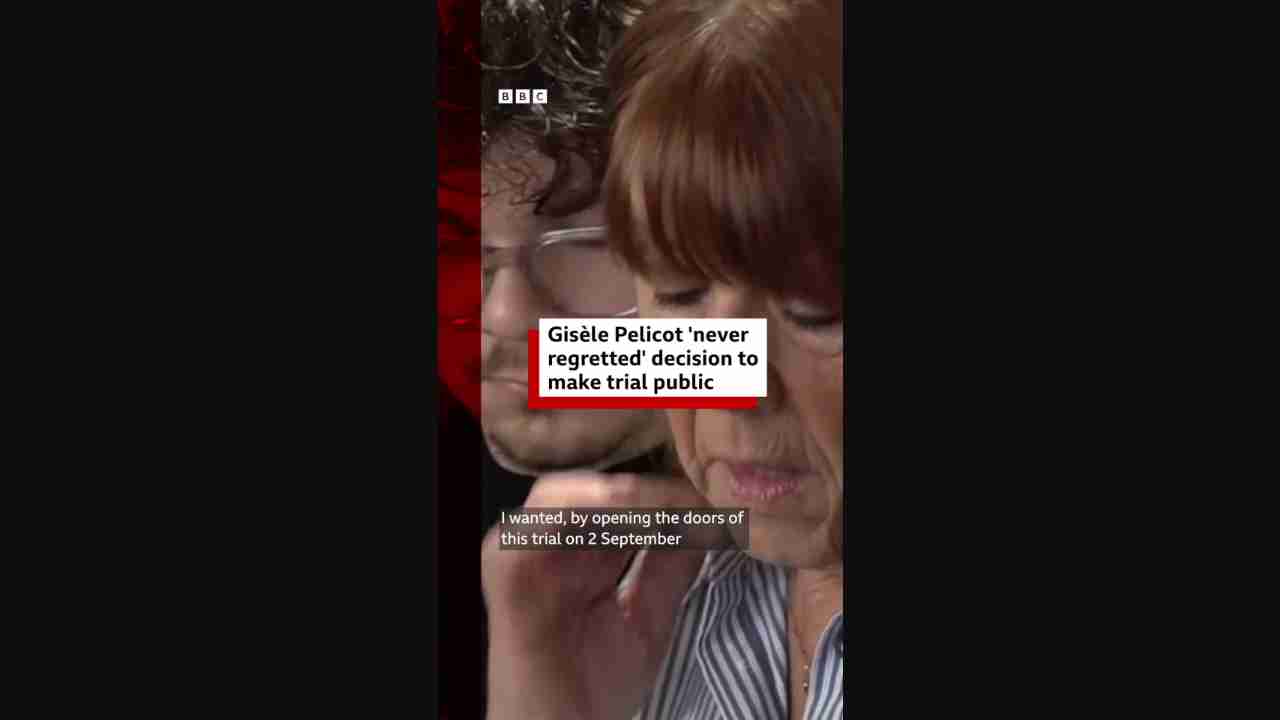 BBC
Gisèle Pelicot 'never
regretted' decision to
make trial public
I wanted, by opening the doors of
this trial on 2 September